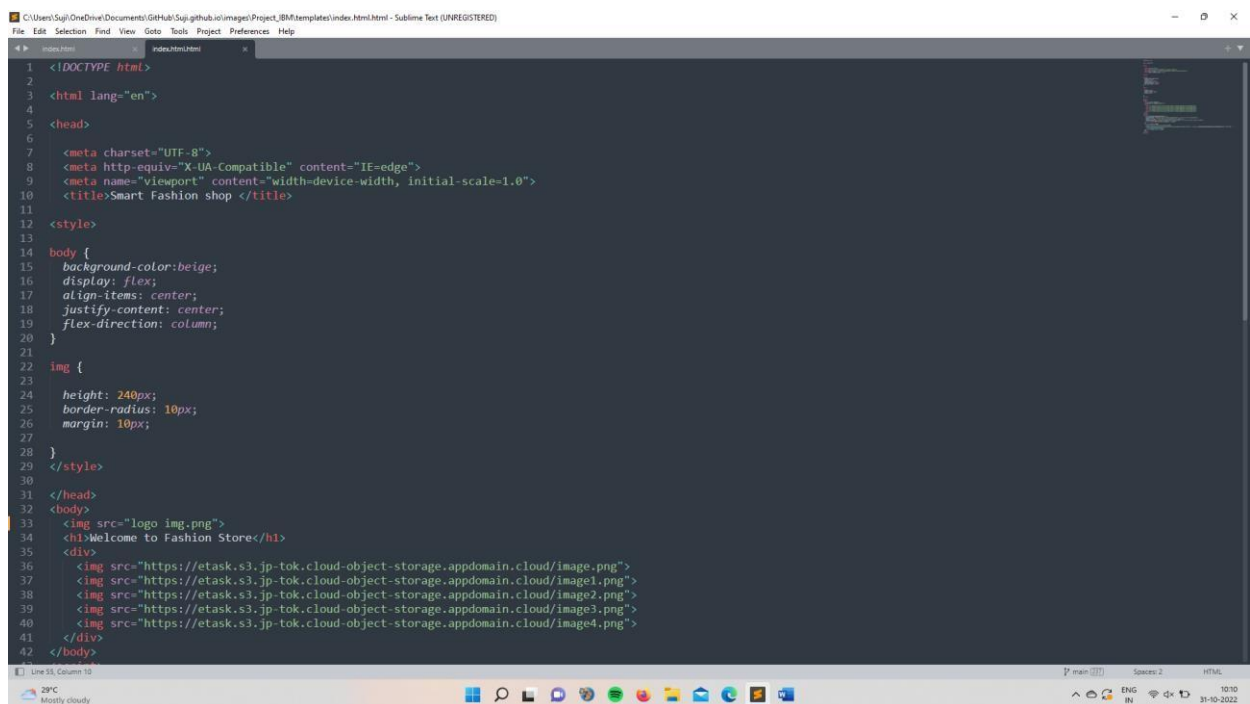 C:\Users\Suji\OneDrive\Documents\GitHub\Suji.github.io\images\Project_IBM\templates\index.html.html - Sublime Text (UNREGISTERED)
File Edit Selection Find View Goto Tools Project Preferences Help
index.html index.html.html
1 <!DOCTYPE html>
2
3 <html lang="en">
4
5 <head>
6
7 <meta charset="UTF-8">
8 <meta http-equiv="X-UA-Compatible" content="IE=edge">
9 <meta name="viewport" content="width=device-width, initial-scale=1.0">
10 <title>Smart Fashion shop </title>
11
12 <style>
13
14 body {
15 background-color:beige;
16 display: flex;
17 align-items: center;
18 justify-content: center;
19 flex-direction: column;
20 }
21
22 img {
23
24 height: 240px;
25 border-radius: 10px;
26 margin: 10px;
27
28 }
29 </style>
30
31 </head>
32 <body>
33 <img src="logo img.png">
34 <h1>Welcome to Fashion Store</h1>
35 <div>
36 <img src="https://etask.s3.jp-tok.cloud-object-storage.appdomain.cloud/image.png">
37 <img src="https://etask.s3.jp-tok.cloud-object-storage.appdomain.cloud/image1.png">
38 <img src="https://etask.s3.jp-tok.cloud-object-storage.appdomain.cloud/image2.png">
39 <img src="https://etask.s3.jp-tok.cloud-object-storage.appdomain.cloud/image3.png">
40 <img src="https://etask.s3.jp-tok.cloud-object-storage.appdomain.cloud/image4.png">
41 </div>
42 </body>
Line 55, Column 10 main Spaces: 2 HTML
29°C
Mostly cloudy
ENG
IN
10:10
31-10-2022